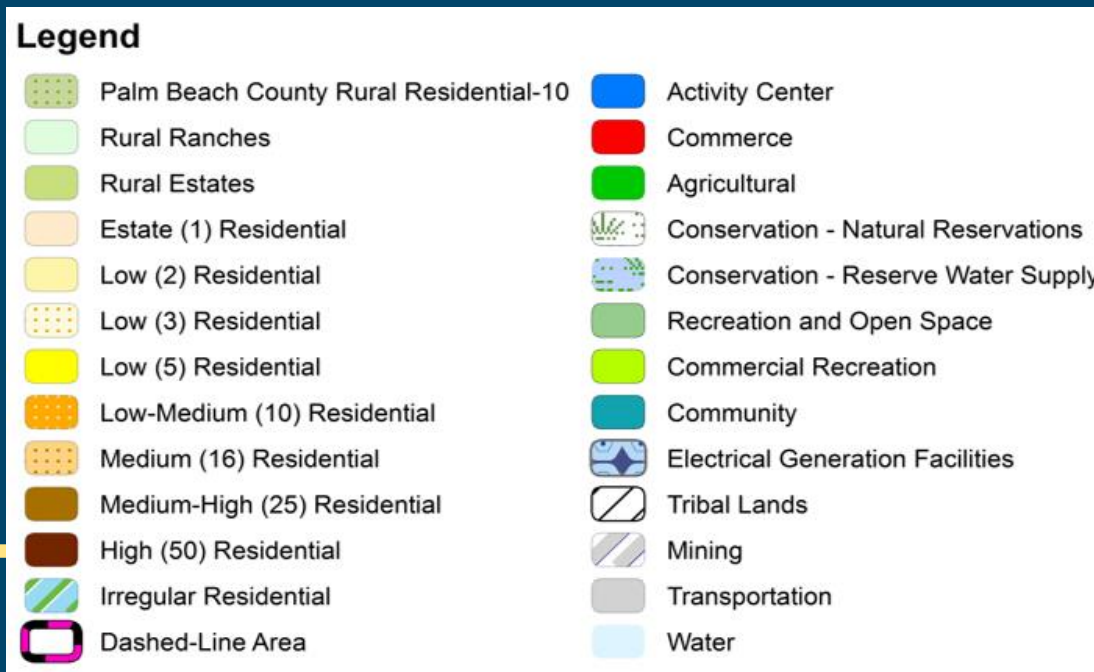 Legend
Palm Beach County Rural Residential-10
Rural Ranches
Rural Estates
Estate (1) Residential
Low (2) Residential
Low (3) Residential
Low (5) Residential
Low-Medium (10) Residential
Medium (16) Residential
Medium-High (25) Residential
High (50) Residential
Irregular Residential
Dashed-Line Area
Activity Center
Commerce
Agricultural
Conservation - Natural Reservations
Conservation - Reserve Water Supply
Recreation and Open Space
Commercial Recreation
Community
Electrical Generation Facilities
Tribal Lands
Mining
Transportation
Water